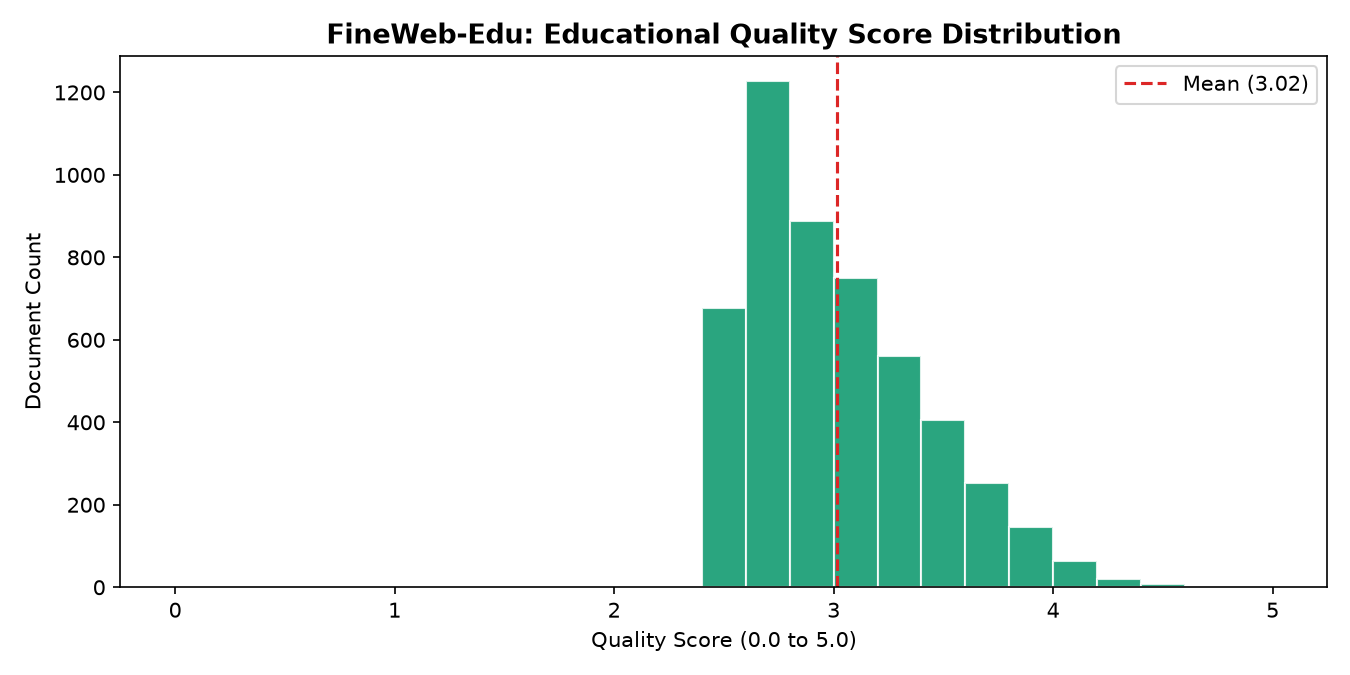 FineWeb-Edu: Educational Quality Score Distribution
Mean (3.02)
Document Count
1200
1000
800
600
400
200
0
0 1 2 3 4 5
Quality Score (0.0 to 5.0)